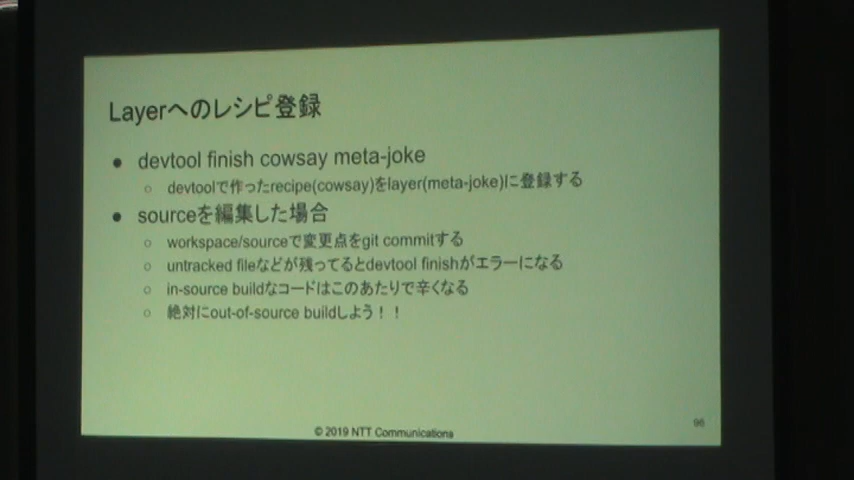 Layerへのレシピ登録
● devtool finish cowsay meta-joke
○ devtoolで作ったrecipe(cowsay)をlayer(meta-joke)に登録する
● sourceを編集した場合
○ workspace/sourceで変更点をgit commitする
○ untracked fileなどが残ってるとdevtool finishがエラーになる
○ in-source buildなコードはこのあたりで辛くなる
○ 絶対にout-of-source buildしよう！！
© 2019 NTT Communications
96